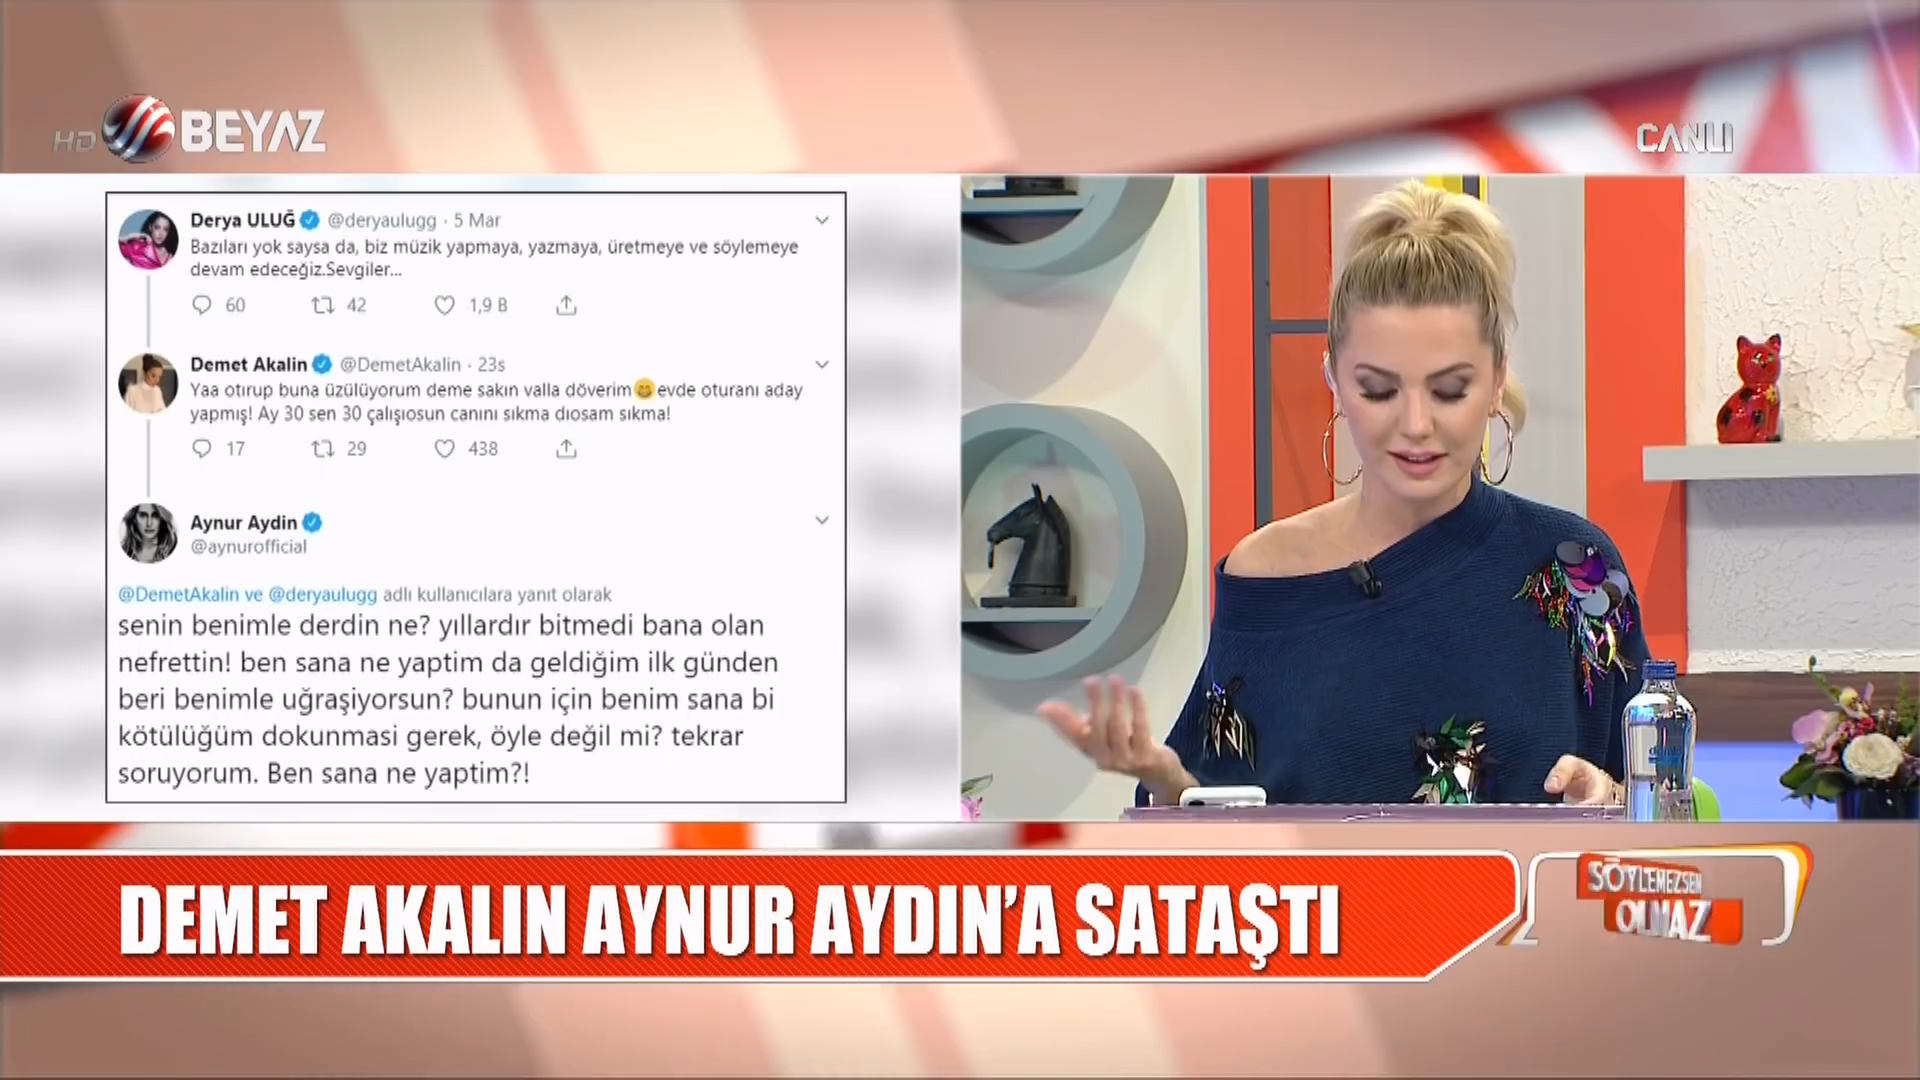 HD BEYAZ
CANLI
Derya ULUĞ @deryaulugg · 5 Mar
Bazıları yok saysa da, biz müzik yapmaya, yazmaya, üretmeye ve söylemeye
devam edeceğiz.Sevgiler...
60 42 1,9 B
Demet Akalin @DemetAkalin · 23s
Yaa otırup buna üzülüyorum deme sakın valla döverim😄evde oturanı aday
yapmış! Ay 30 sen 30 çalışıosun canını sıkma dıosam sıkma!
17 29 438
Aynur Aydin
@aynurofficial
@DemetAkalin ve @deryaulugg adlı kullanıcılara yanıt olarak
senin benimle derdin ne? yıllardır bitmedi bana olan
nefrettin! ben sana ne yaptim da geldiğim ilk günden
beri benimle uğraşiyorsun? bunun için benim sana bi
kötülüğüm dokunmasi gerek, öyle değil mi? tekrar
soruyorum. Ben sana ne yaptim?!
DEMET AKALIN AYNUR AYDIN'A SATAŞTI
SÖYLEMEZSEM
OLMAZ